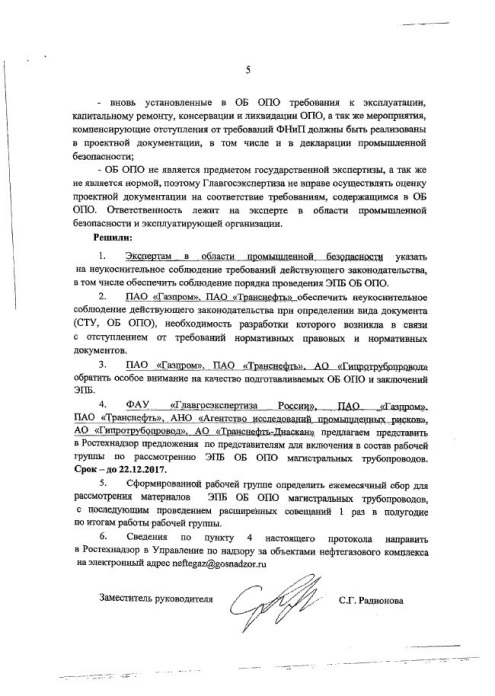 5
- вновь установленные в ОБ ОПО требования к эксплуатации,
капитальному ремонту, консервации и ликвидации ОПО, а так же мероприятия,
компенсирующие отступления от требований ФНиП должны быть реализованы
в проектной документации, в том числе и в декларации промышленной
безопасности;
- ОБ ОПО не является предметом государственной экспертизы, а так же
не является нормой, поэтому Главгосэкспертиза не вправе осуществлять оценку
проектной документации на соответствие требованиям, содержащимся в ОБ
ОПО. Ответственность лежит на эксперте в области промышленной
безопасности и эксплуатирующей организации.
Решили:
1. Экспертам в области промышленной безопасности указать
на неукоснительное соблюдение требований действующего законодательства,
в том числе обеспечить соблюдение порядка проведения ЭПБ ОБ ОПО.
2. ПАО «Газпром», ПАО «Транснефть» обеспечить неукоснительное
соблюдение действующего законодательства при определении вида документа
(СТУ, ОБ ОПО), необходимость разработки которого возникла в связи
с отступлением от требований нормативных правовых и нормативных
документов.
3. ПАО «Газпром», ПАО «Транснефть», АО «Гипротрубопровод»
обратить особое внимание на качество подготавливаемых ОБ ОПО и заключений
ЭПБ.
4. ФАУ «Главгосэкспертиза России», ПАО «Газпром»,
ПАО «Транснефть», АНО «Агентство исследований промышленных рисков»,
АО «Гипротрубопровод», АО «Транснефть-Диаскан» предлагаем представить
в Ростехнадзор предложения по представителям для включения в состав рабочей
группы по рассмотрению ЭПБ ОБ ОПО магистральных трубопроводов.
Срок – до 22.12.2017.
5. Сформированной рабочей группе определить ежемесячный сбор для
рассмотрения материалов ЭПБ ОБ ОПО магистральных трубопроводов,
с последующим проведением расширенных совещаний 1 раз в полугодие
по итогам работы рабочей группы.
6. Сведения по пункту 4 настоящего протокола направить
в Ростехнадзор в Управление по надзору за объектами нефтегазового комплекса
на электронный адрес neftegaz@gosnadzor.ru
Заместитель руководителя С.Г. Радионова